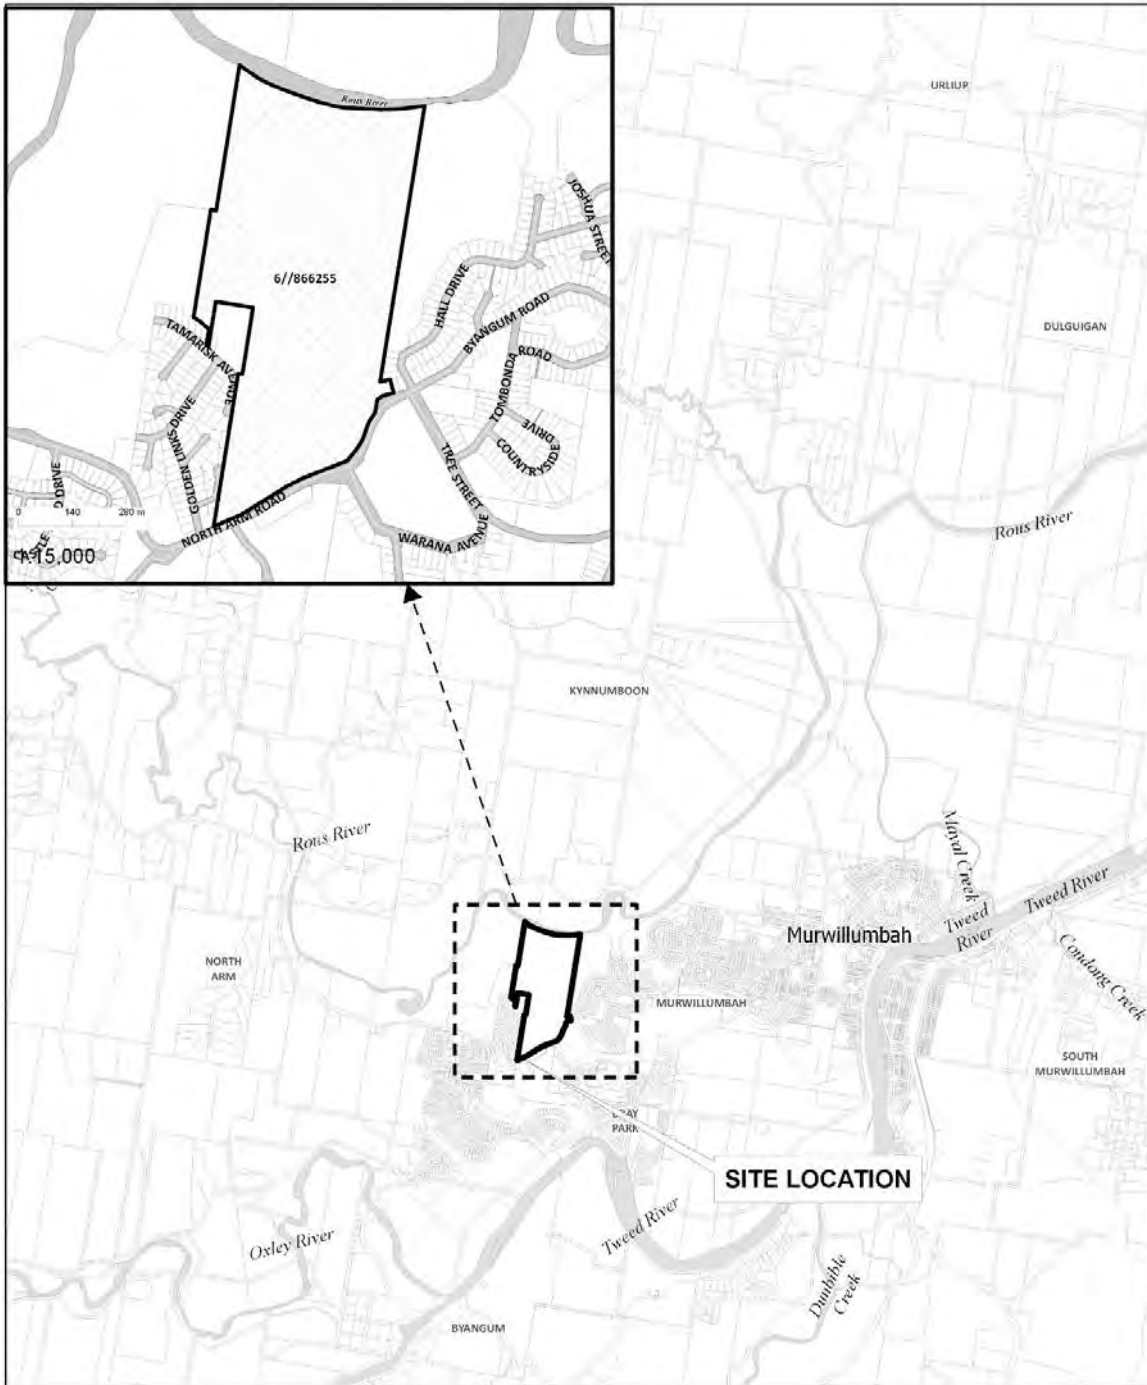 Rous River
JOSHUA STREET
6//866255
HALL DRIVE
BYANGUM ROAD
TAMARISK AVENUE
TOMBONDA ROAD
GOLDEN LINKS DRIVE
COUNTRYSIDE
DRIVE
TREE STREET
G DRIVE
0 140 280 m
NORTH ARM ROAD
WARANA AVENUE
1:15,000
URLIUP
DULGUIGAN
Rous River
KYNNUMBOON
Rous River
Mayal Creek
Tweed River
Tweed
River
Murwillumbah
Condong Creek
NORTH
ARM
MURWILLUMBAH
SOUTH
MURWILLUMBAH
BRAY
PARK
SITE LOCATION
Tweed River
Oxley River
Dunbible
Creek
BYANGUM